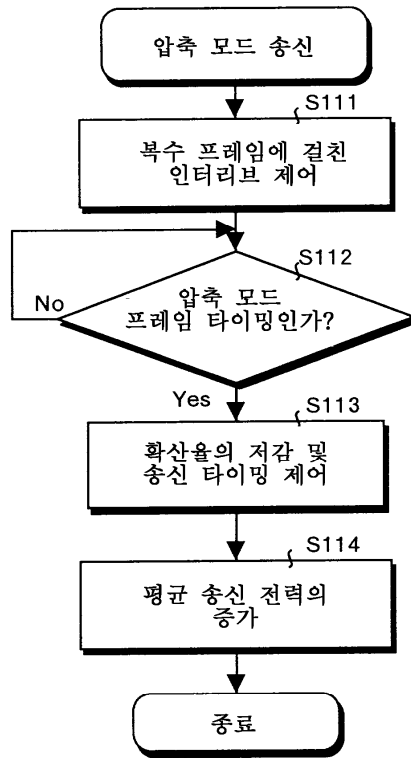 압축 모드 송신
S111
복수 프레임에 걸친
인터리브 제어
S112
압축 모드
프레임 타이밍인가?
No
Yes
S113
확산율의 저감 및
송신 타이밍 제어
S114
평균 송신 전력의
증가
종료